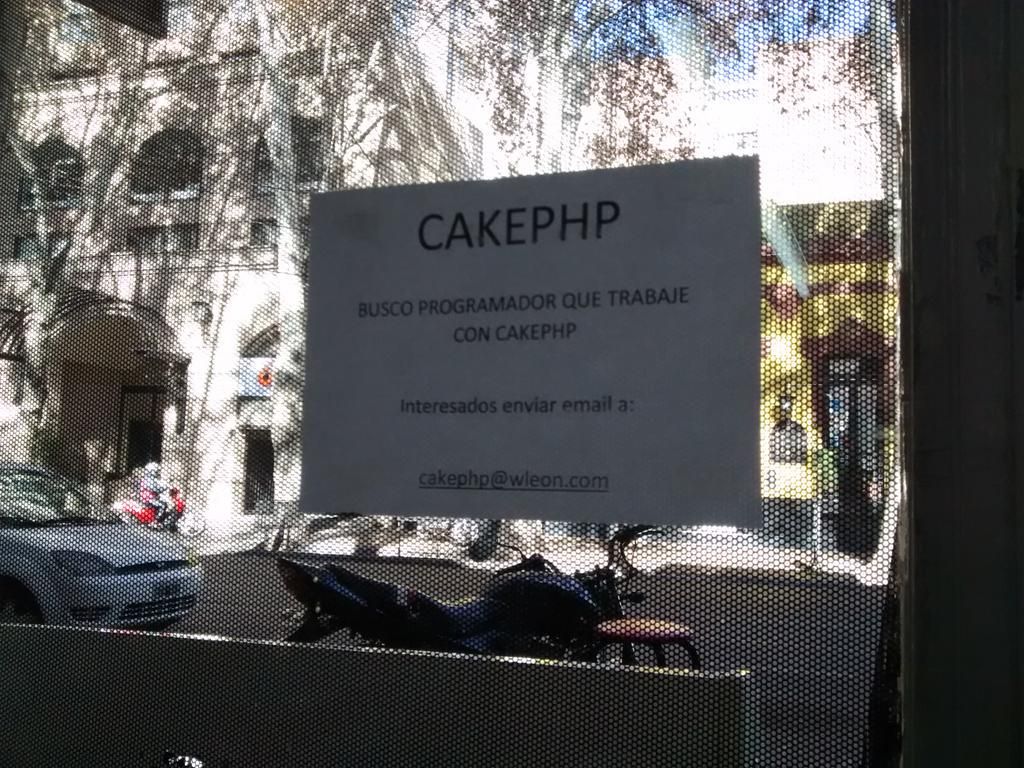 CAKEPHP
BUSCO PROGRAMADOR QUE TRABAJE
CON CAKEPHP
Interesados enviar email a:
cakephp@wleon.com